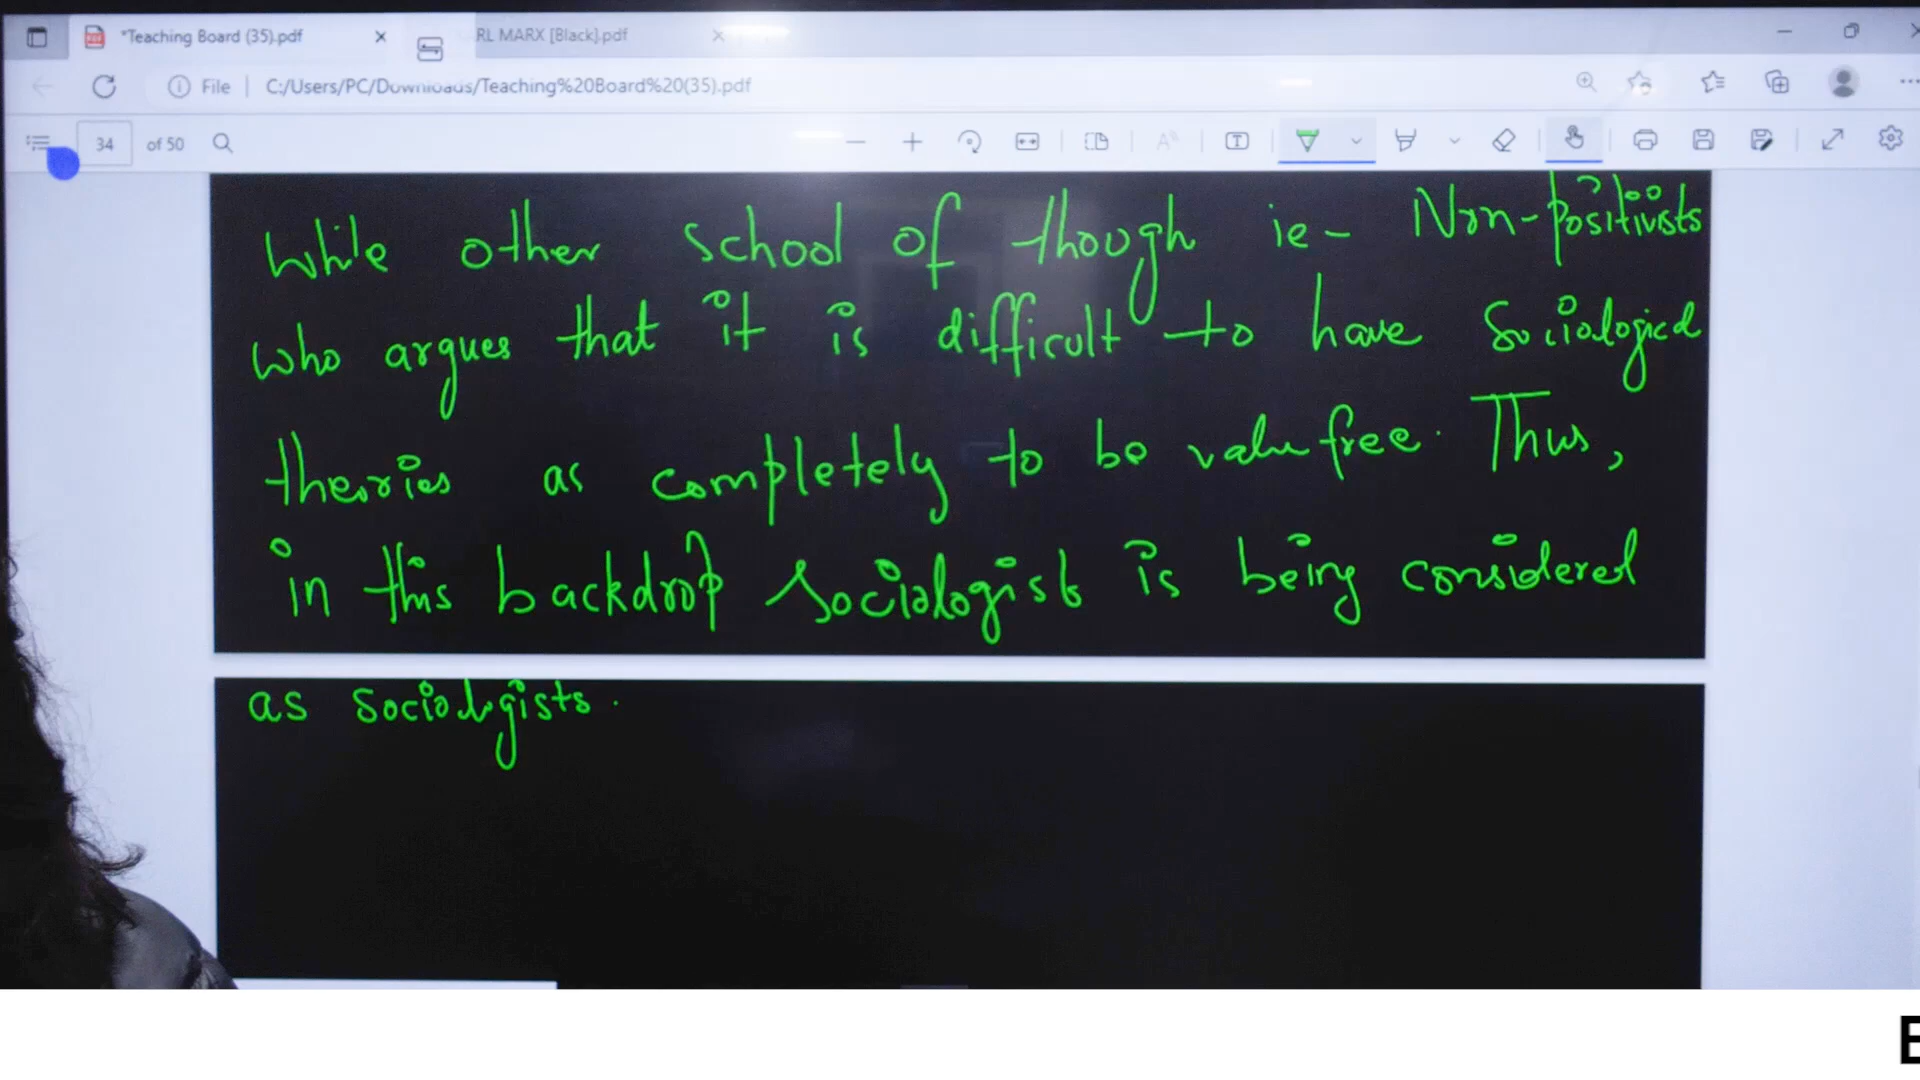 *Teaching Board (35).pdf
RL MARX [Black].pdf
File C:/Users/PC/Downloads/Teaching%20Board%20(35).pdf
34 of 50
While other school of though ie- Non-positivists
who argues that it is difficult to have Sociological
theories as completely to be value free. Thus,
in this backdrop sociologist is being considered
as sociologists.
E